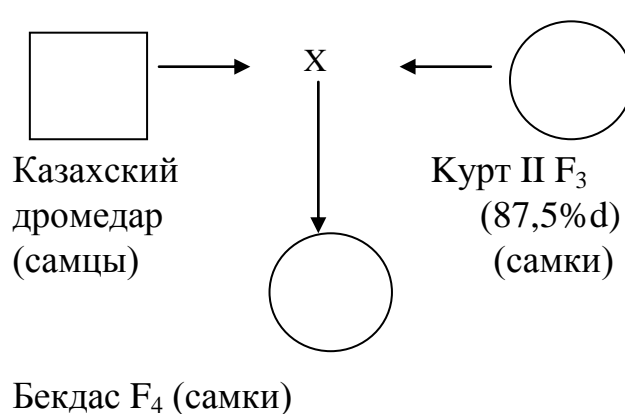 X
Казахский
дромедар
(самцы)
Курт II F₃
(87,5%d)
(самки)
Бекдас F₄ (самки)